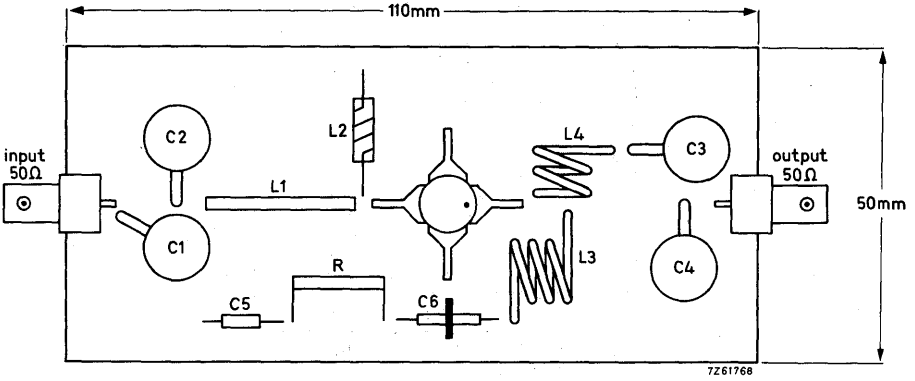 110mm
C2
L2
L4
C3
input
50Ω
output
50Ω
L1
50mm
C1
R
L3
C4
C5
C6
7Z61768